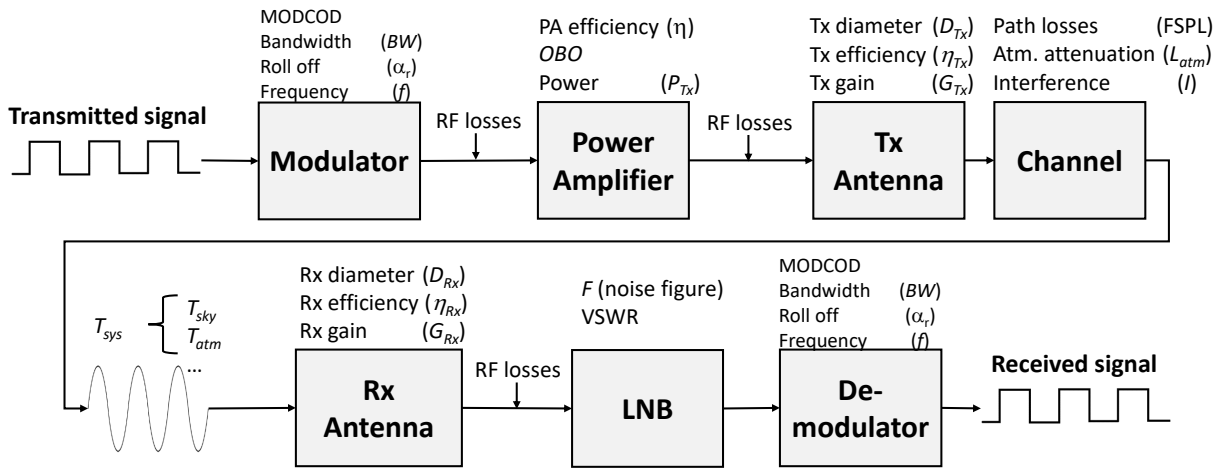 MODCOD
Bandwidth (BW)
Roll off (αr)
Frequency (f)
PA efficiency (η)
OBO
Power (PTx)
Tx diameter (DTx)
Tx efficiency (ηTx)
Tx gain (GTx)
Path losses (FSPL)
Atm. attenuation (Latm)
Interference (I)
Transmitted signal
Modulator
RF losses
Power
Amplifier
RF losses
Tx
Antenna
Channel
Tsys
Tsky
Tatm
...
Rx diameter (DRx)
Rx efficiency (ηRx)
Rx gain (GRx)
Rx
Antenna
RF losses
F (noise figure)
VSWR
LNB
MODCOD
Bandwidth (BW)
Roll off (αr)
Frequency (f)
De-
modulator
Received signal